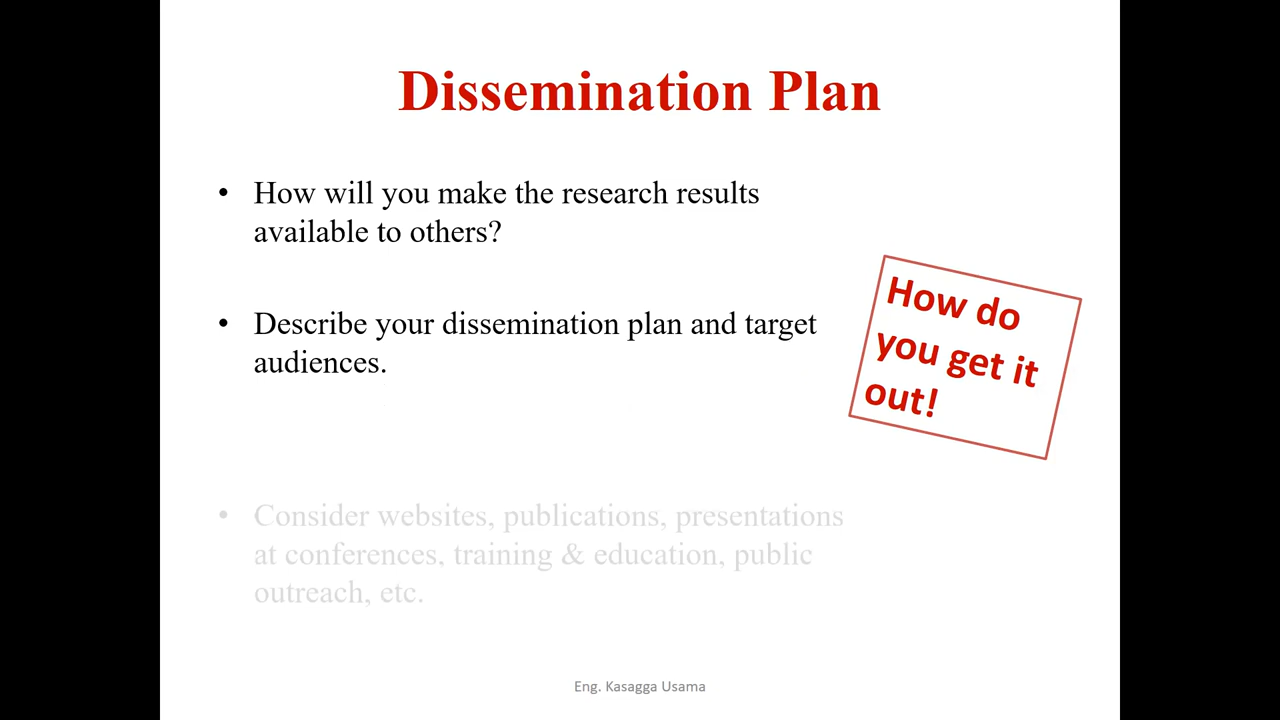 Dissemination Plan
• How will you make the research results
available to others?
• Describe your dissemination plan and target
audiences.
How do
you get it
out!
• Consider websites, publications, presentations
at conferences, training & education, public
outreach, etc.
Eng. Kasagga Usama